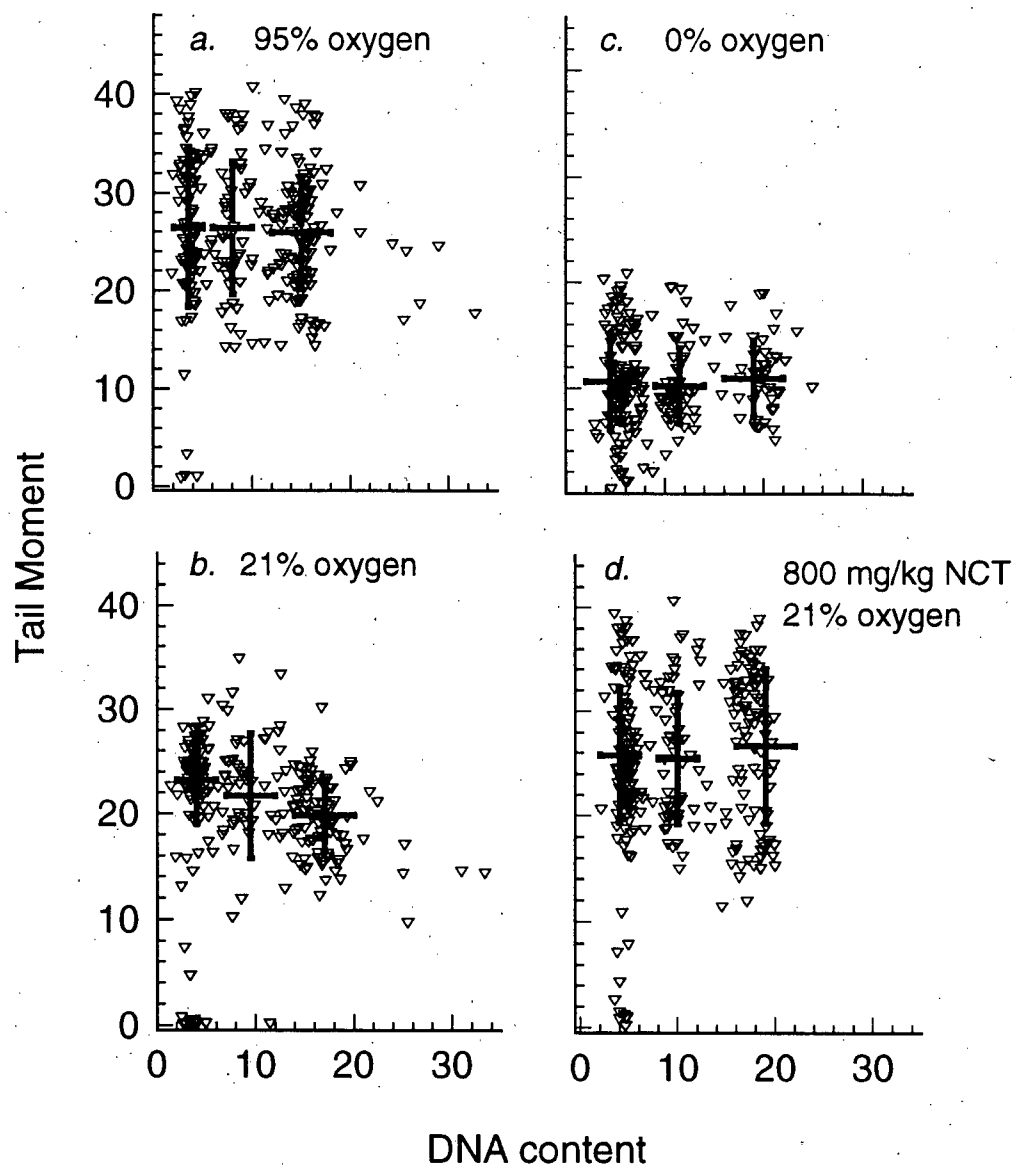 a. 95% oxygen
c. 0% oxygen
40
30
20
10
0
Tail Moment
b. 21% oxygen
d. 800 mg/kg NCT
21% oxygen
40
30
20
10
0
0 10 20 30
0 10 20 30
DNA content